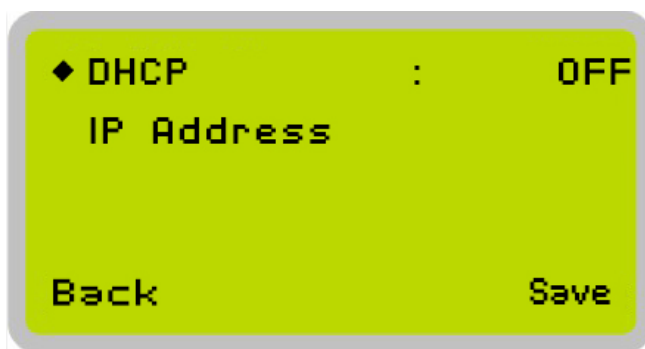 ◆ DHCP : OFF
IP Address
Back Save